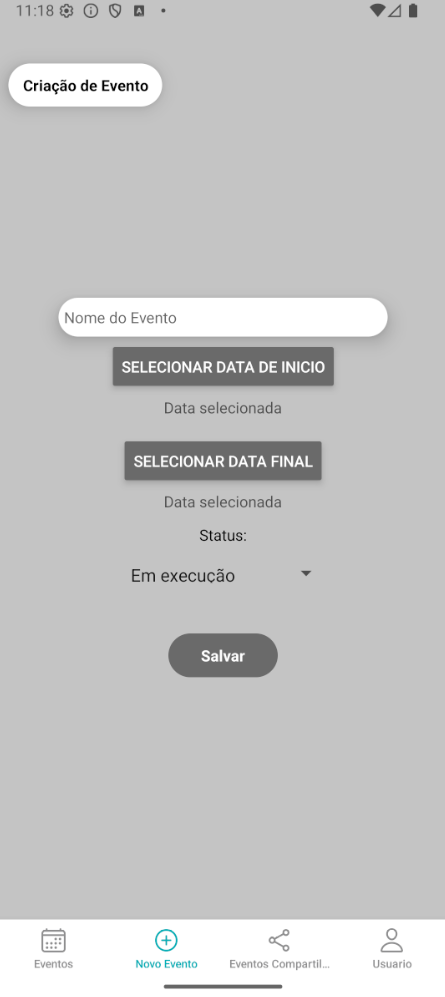 11:18
Criação de Evento
Nome do Evento
SELECIONAR DATA DE INICIO
Data selecionada
SELECIONAR DATA FINAL
Data selecionada
Status:
Em execução
Salvar
Eventos
Novo Evento
Eventos Compartil...
Usuario